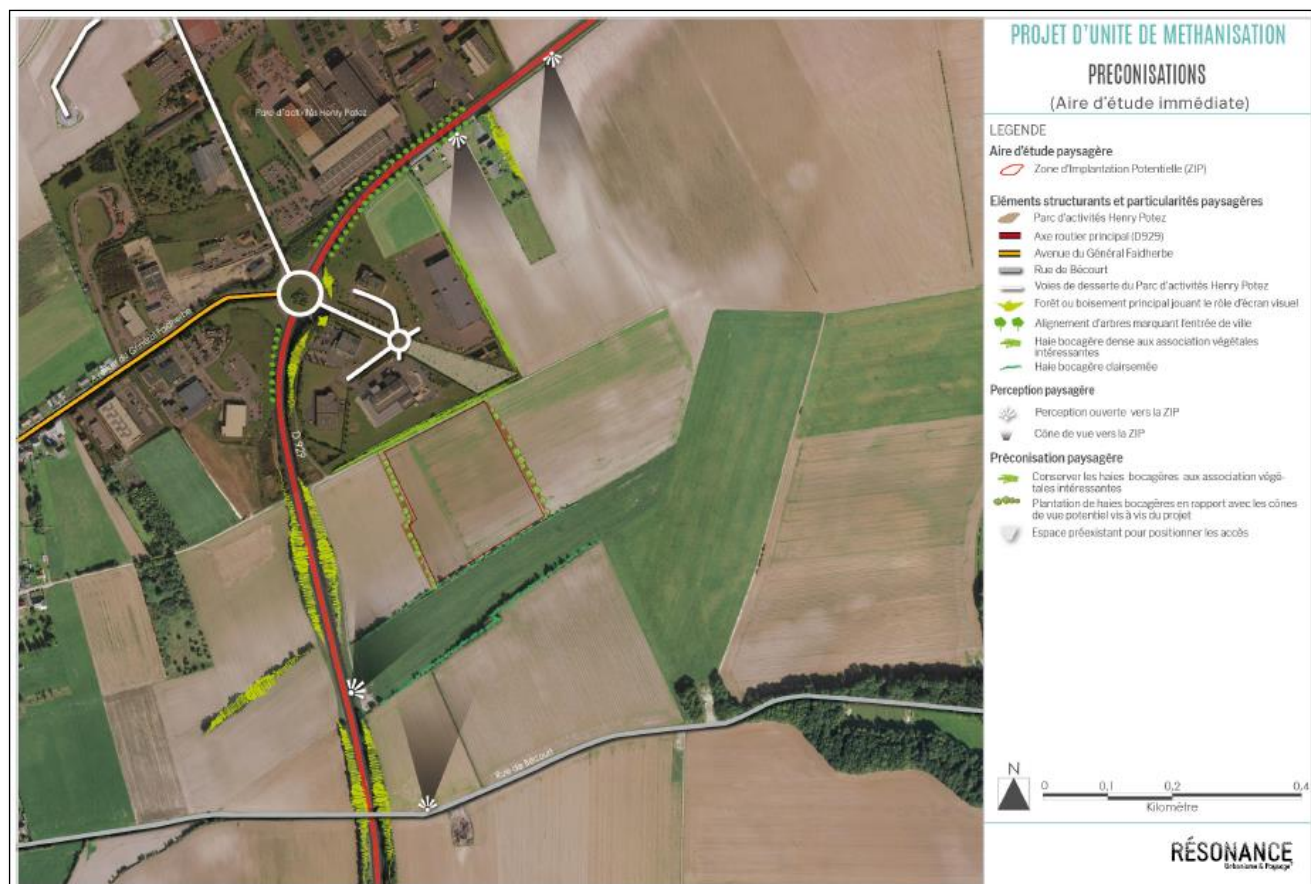 PROJET D'UNITE DE METHANISATION
PRECONISATIONS
(Aire d'étude immédiate)
LEGENDE
Aire d'étude paysagère
Zone d'Implantation Potentielle (ZIP)
Eléments structurants et particularités paysagères
Parc d'activités Henry Potez
Axe routier principal (D929)
Avenue du Général Faidherbe
Rue de Bécourt
Voies de desserte du Parc d'activités Henry Potez
Forêt ou boisement principal jouant le rôle d'écran visuel
Alignement d'arbres marquant l'entrée de ville
Haie bocagère dense aux association végétales
intéressantes
Haie bocagère clairsemée
Perception paysagère
Perception ouverte vers la ZIP
Cône de vue vers la ZIP
Préconisation paysagère
Conserver les haies bocagères aux association végé-
tales intéressantes
Plantation de haies bocagères en rapport avec les cônes
de vue potentiel vis à vis du projet
Espace préexistant pour positionner les accès
N
0 0,1 0,2 0,4
Kilomètre
RÉSONANCE
Urbanisme & Paysage
Parc d'activités Henry Potez
Avenue du Général Faidherbe
D 929
Rue de Bécourt